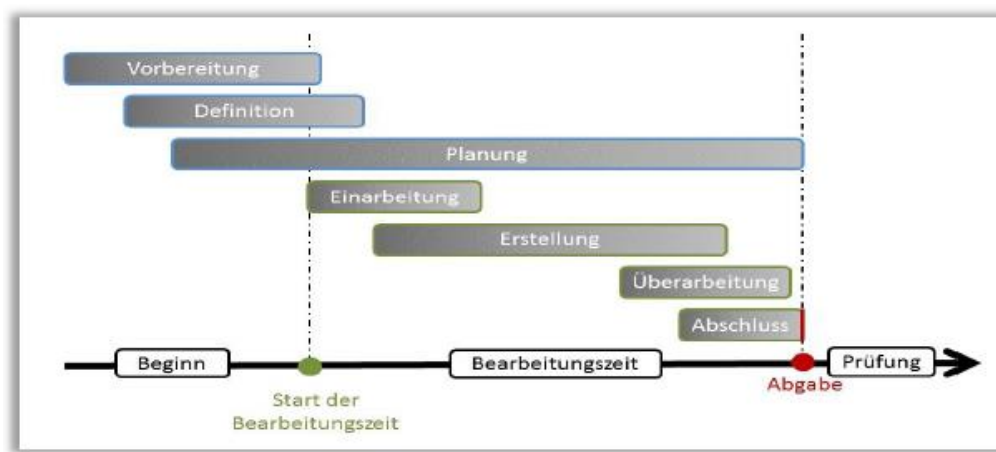 Vorbereitung
Definition
Planung
Einarbeitung
Erstellung
Überarbeitung
Abschluss
Beginn
Bearbeitungszeit
Prüfung
Start der
Bearbeitungszeit
Abgabe